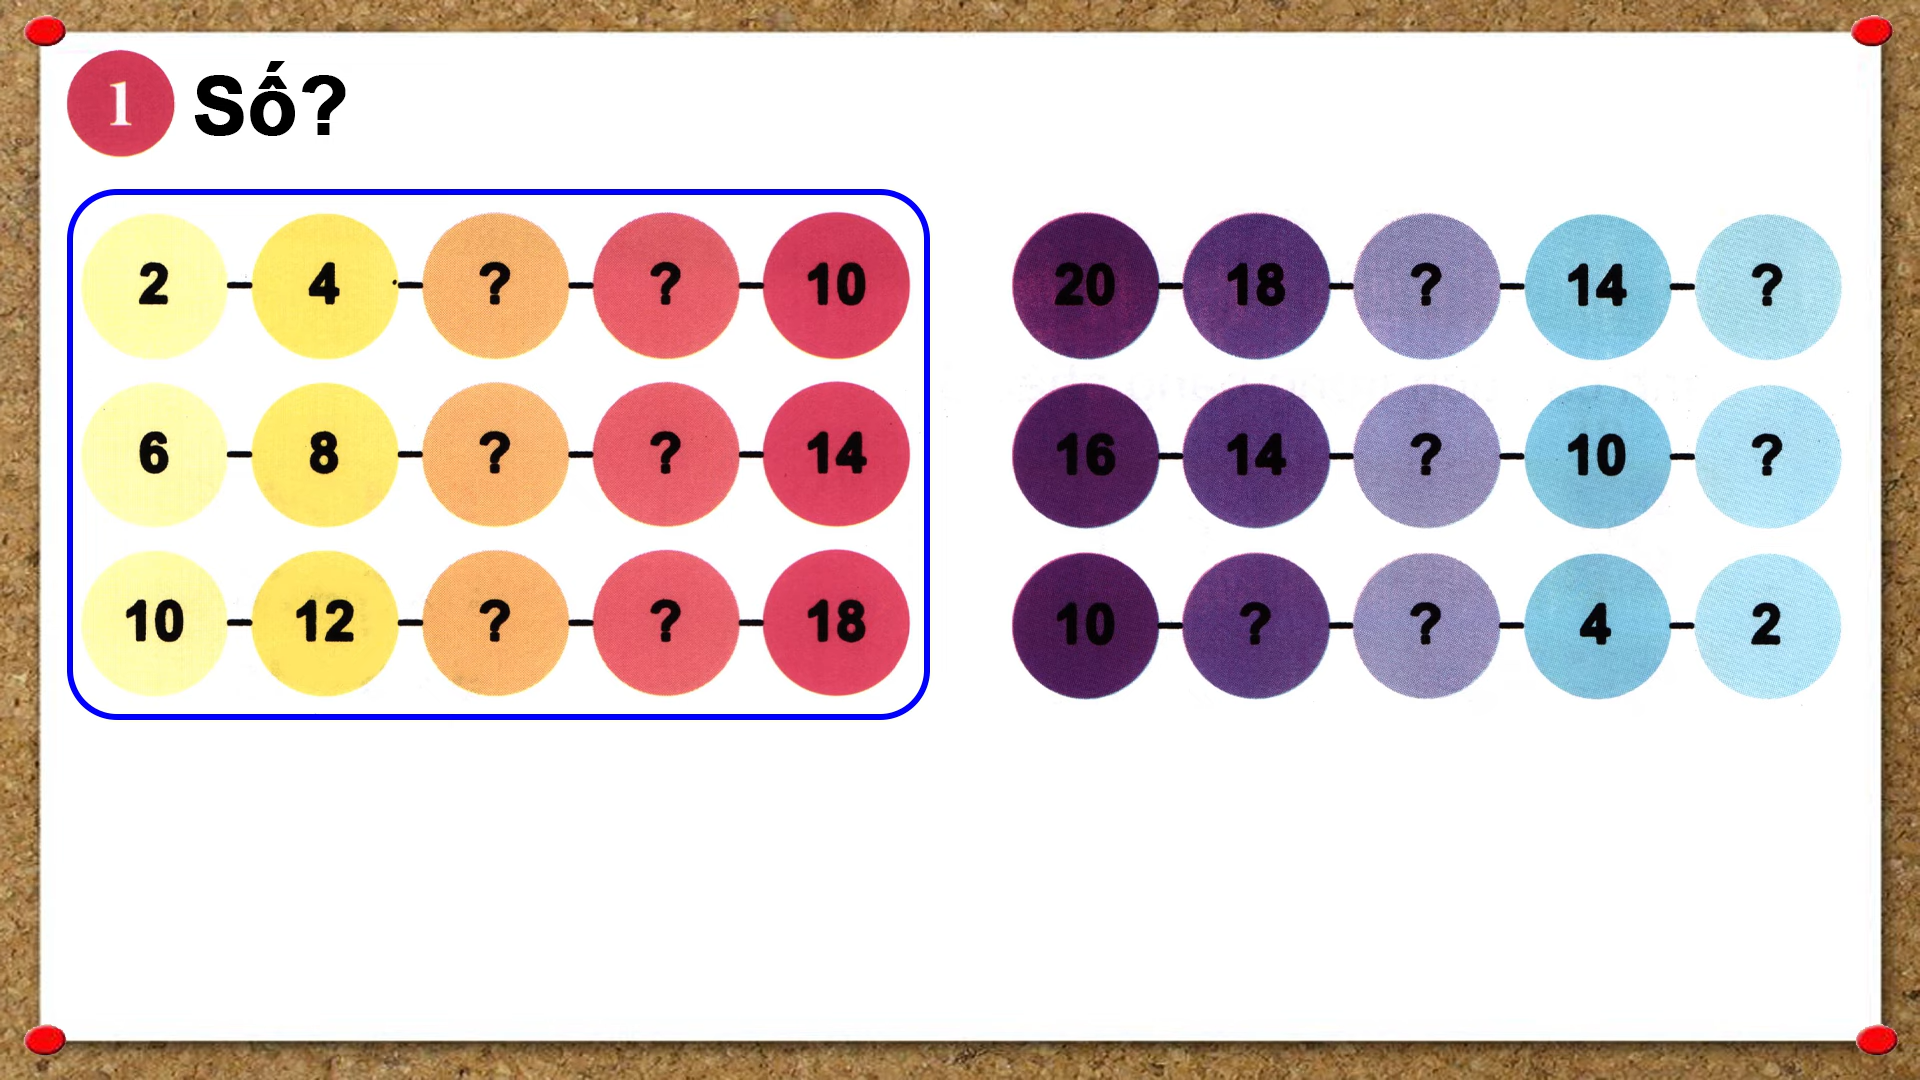 1 Số?
2 - 4 - ? - ? - 10
6 - 8 - ? - ? - 14
10 - 12 - ? - ? - 18
20 - 18 - ? - 14 - ?
16 - 14 - ? - 10 - ?
10 - ? - ? - 4 - 2